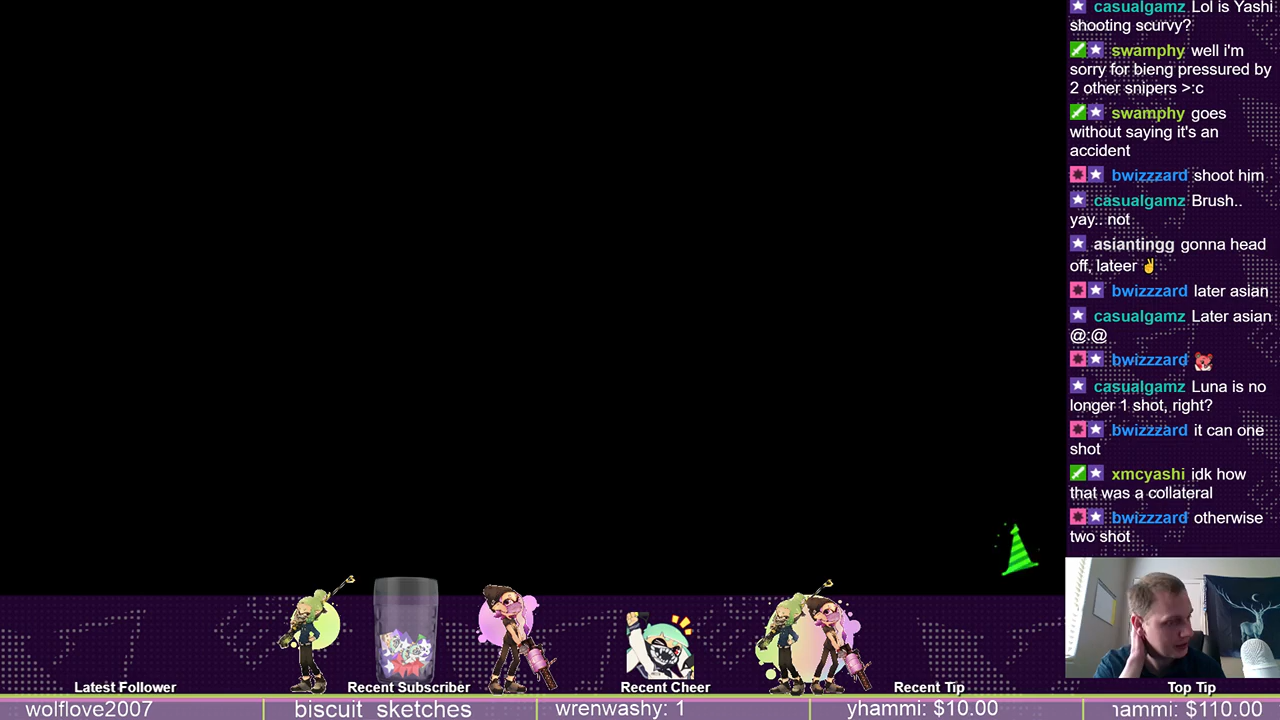 casualgamz Lol is Yashi
shooting scurvy?
swamphy well i'm
sorry for bieng pressured by
2 other snipers >:c
swamphy goes
without saying it's an
accident
bwizzzard shoot him
casualgamz Brush..
yay.. not
asiantingg gonna head
off, lateer ✌
bwizzzard later asian
casualgamz Later asian
@:@
bwizzzard
casualgamz Luna is no
longer 1 shot, right?
bwizzzard it can one
shot
xmcyashi idk how
that was a collateral
bwizzzard otherwise
two shot
Latest Follower
Recent Subscriber
Recent Cheer
Recent Tip
Top Tip
wolflove2007
biscuit_sketches
wrenwashy: 1
yhammi: $10.00
hammi: $110.00